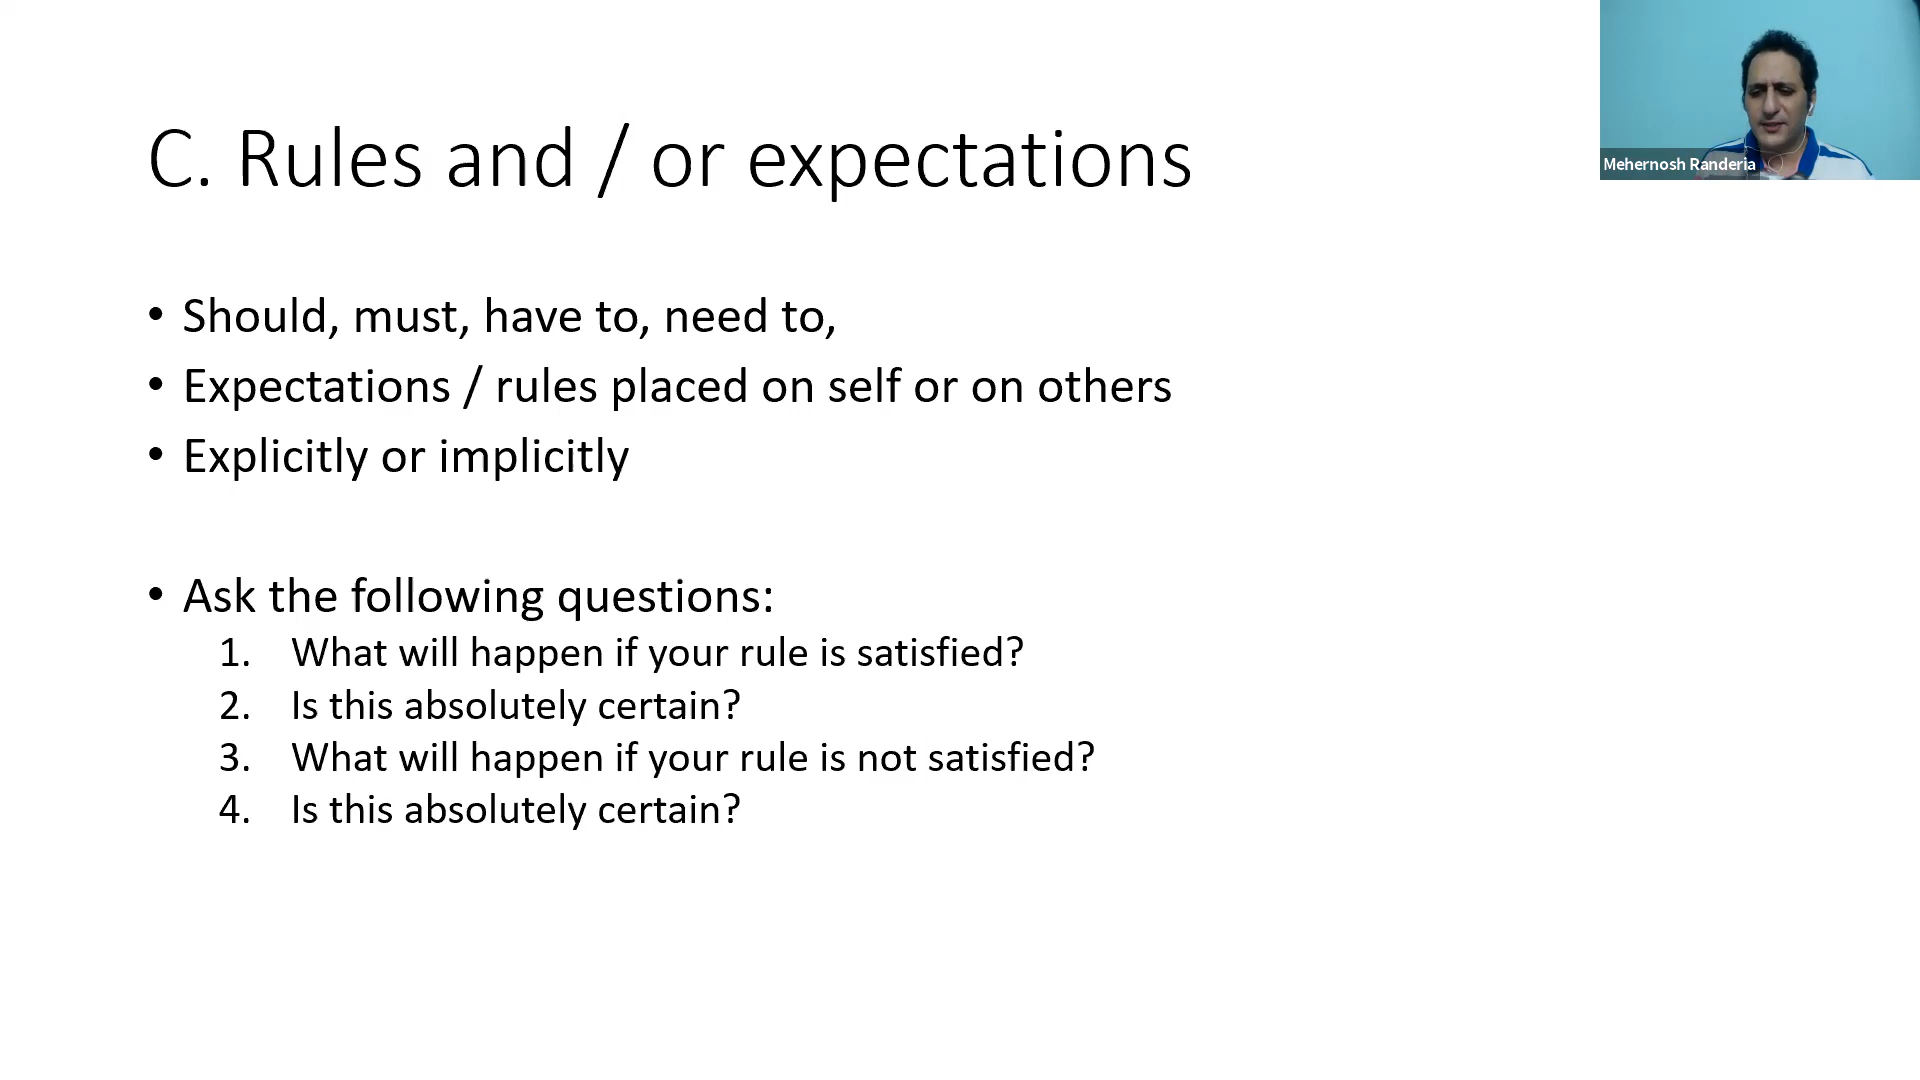 C. Rules and / or expectations
Mehernosh Randeria
• Should, must, have to, need to,
• Expectations / rules placed on self or on others
• Explicitly or implicitly
• Ask the following questions:
1. What will happen if your rule is satisfied?
2. Is this absolutely certain?
3. What will happen if your rule is not satisfied?
4. Is this absolutely certain?